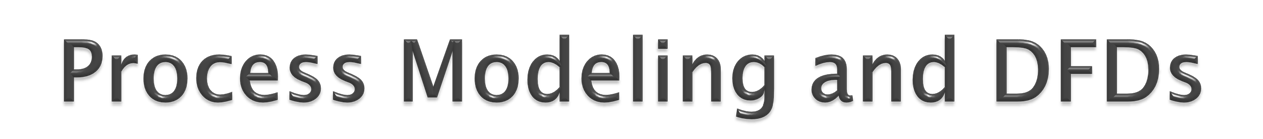 Process Modeling and DFDs